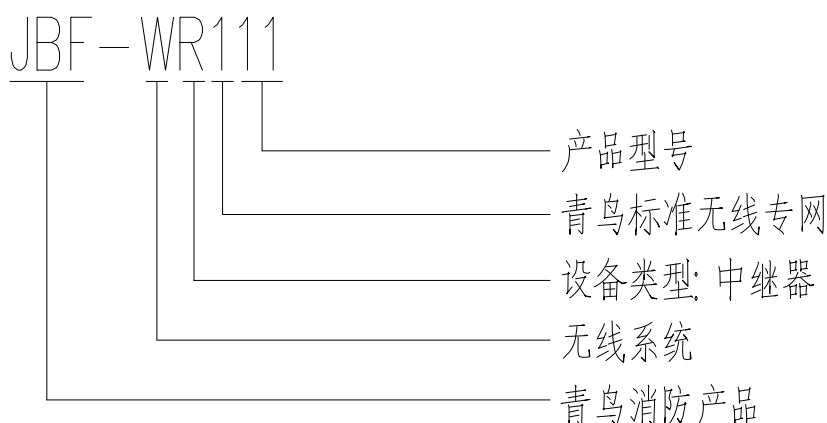 JBF-WR111
产品型号
青鸟标准无线专网
设备类型: 中继器
无线系统
青鸟消防产品